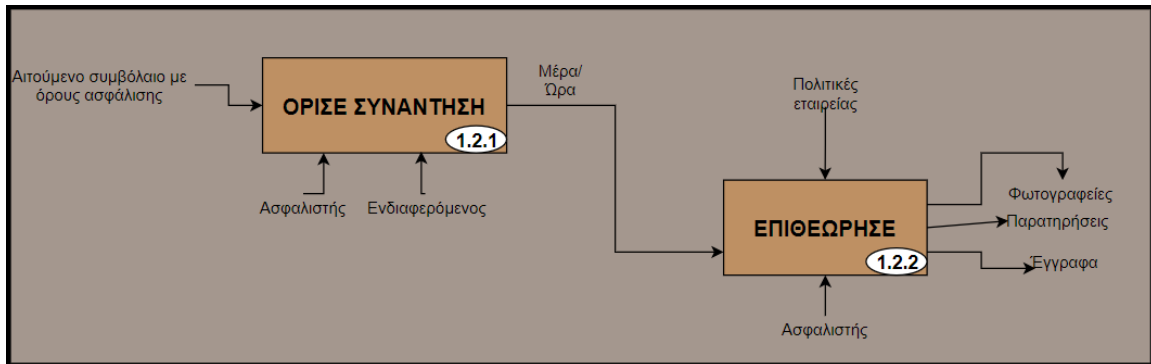 Αιτούμενο συμβόλαιο με
όρους ασφάλισης
ΟΡΙΣΕ ΣΥΝΑΝΤΗΣΗ
1.2.1
Μέρα/
Ώρα
Ασφαλιστής
Ενδιαφερόμενος
Πολιτικές
εταιρείας
ΕΠΙΘΕΩΡΗΣΕ
1.2.2
Φωτογραφείες
Παρατηρήσεις
Έγγραφα
Ασφαλιστής